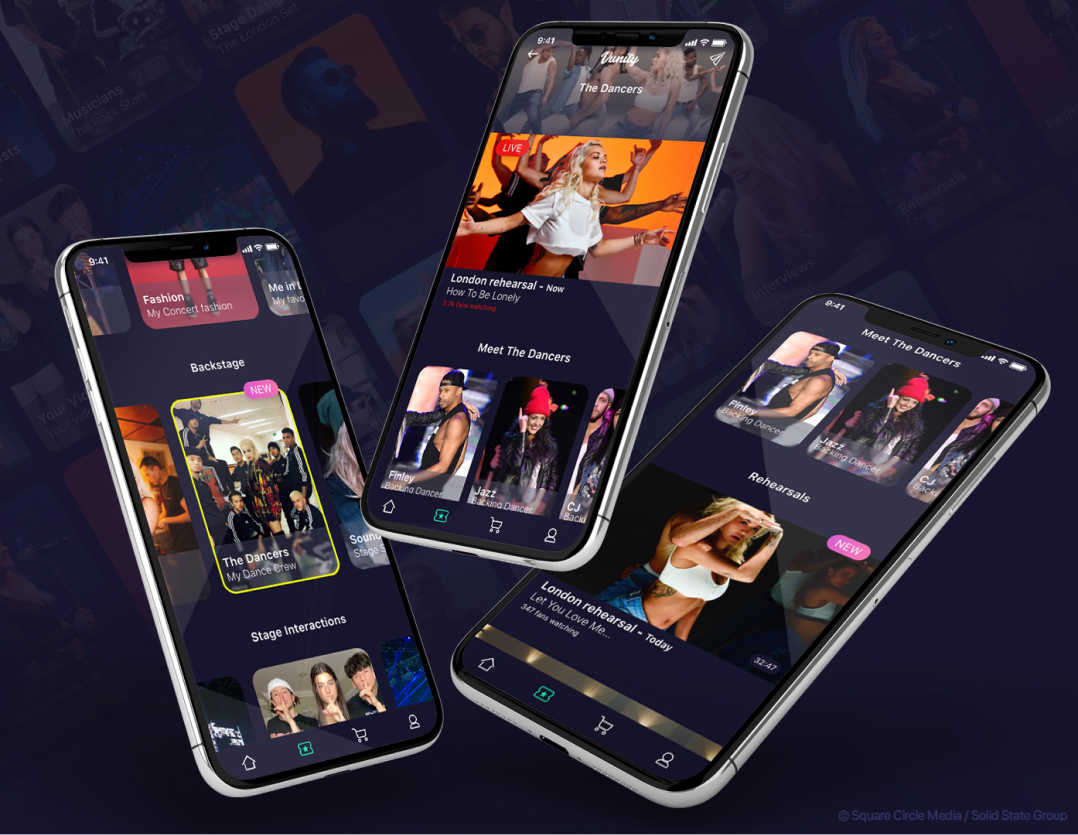 Stage Design
The London Set
Musicians
The Rock Stars
Rehearsals
Interviews
Your Vi
9:41
Vunity
The Dancers
LIVE
London rehearsal - Now
How To Be Lonely
3.7k fans watching
Meet The Dancers
Finley
Backing Dancer
Jazz
Backing Dancer
CJ
Backi
9:41
Fashion
My Concert fashion
Me in L
My favo
Backstage
NEW
The Dancers
My Dance Crew
Sound
Stage S
Stage Interactions
9:41
Meet The Dancers
Finley
Backing Dancer
Jazz
Backing Dancer
CJ
Back
Rehearsals
NEW
London rehearsal - Today
Let You Love Me...
347 fans watching
32:47
© Square Circle Media / Solid State Group